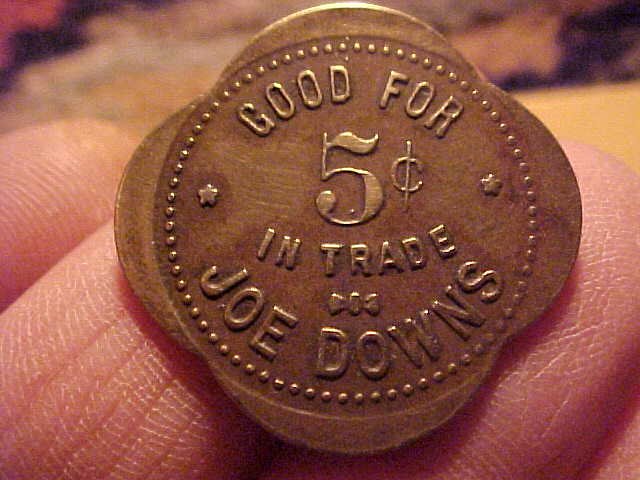 GOOD FOR
5¢
IN TRADE
JOE DOWNS